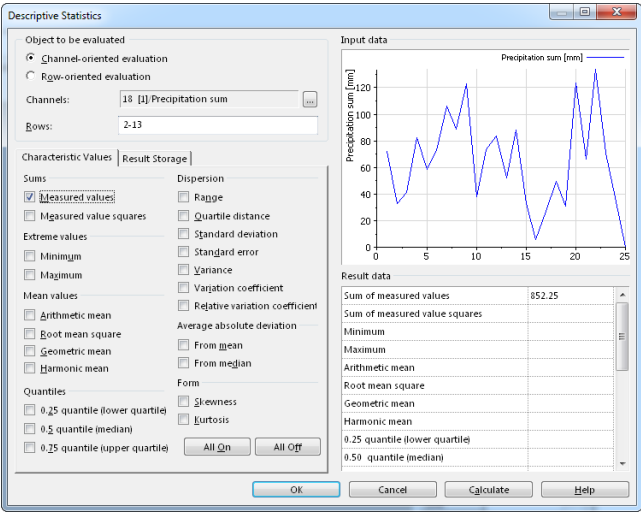 Descriptive Statistics
Object to be evaluated
Channel-oriented evaluation
Row-oriented evaluation
Channels: 18 [1]/Precipitation sum ...
Rows: 2-13
Characteristic Values Result Storage
Sums
Measured values
Measured value squares
Extreme values
Minimum
Maximum
Mean values
Arithmetic mean
Root mean square
Geometric mean
Harmonic mean
Quantiles
0.25 quantile (lower quartile)
0.5 quantile (median)
0.75 quantile (upper quartile)
Dispersion
Range
Quartile distance
Standard deviation
Standard error
Variance
Variation coefficient
Relative variation coefficient
Average absolute deviation
From mean
From median
Form
Skewness
Kurtosis
All On All Off
Input data
Precipitation sum [mm]
Precipitation sum [mm]
120
100
80
60
40
20
0
0 5 10 15 20 25
Result data
Sum of measured values 852.25
Sum of measured value squares
Minimum
Maximum
Arithmetic mean
Root mean square
Geometric mean
Harmonic mean
0.25 quantile (lower quartile)
0.50 quantile (median)
OK Cancel Calculate Help